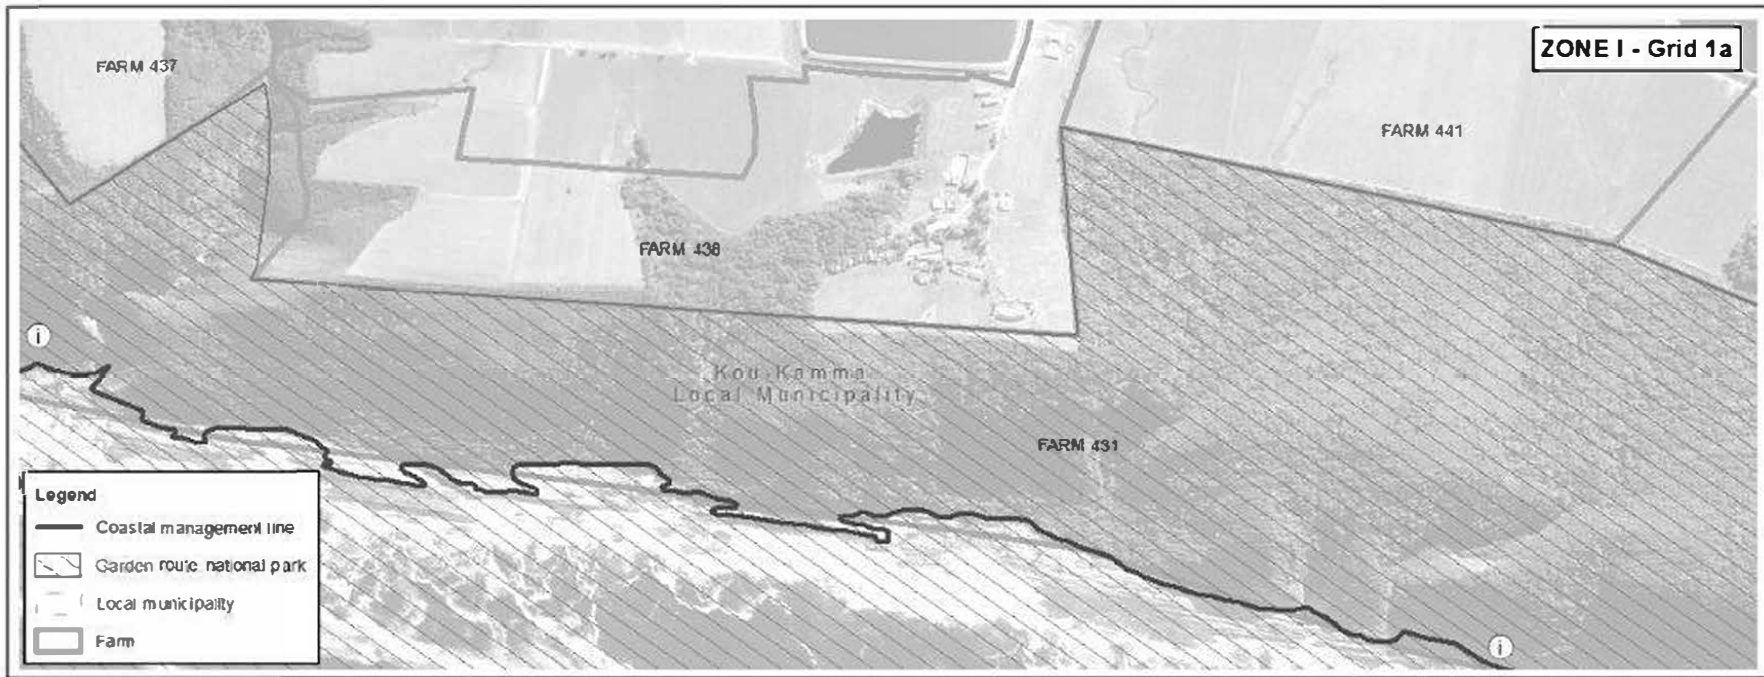 ZONE I - Grid 1a
FARM 437
FARM 441
FARM 438
Kou-Kamma
Local Municipality
FARM 431
i
i
Legend
Coastal management line
Garden route national park
Local municipality
Farm